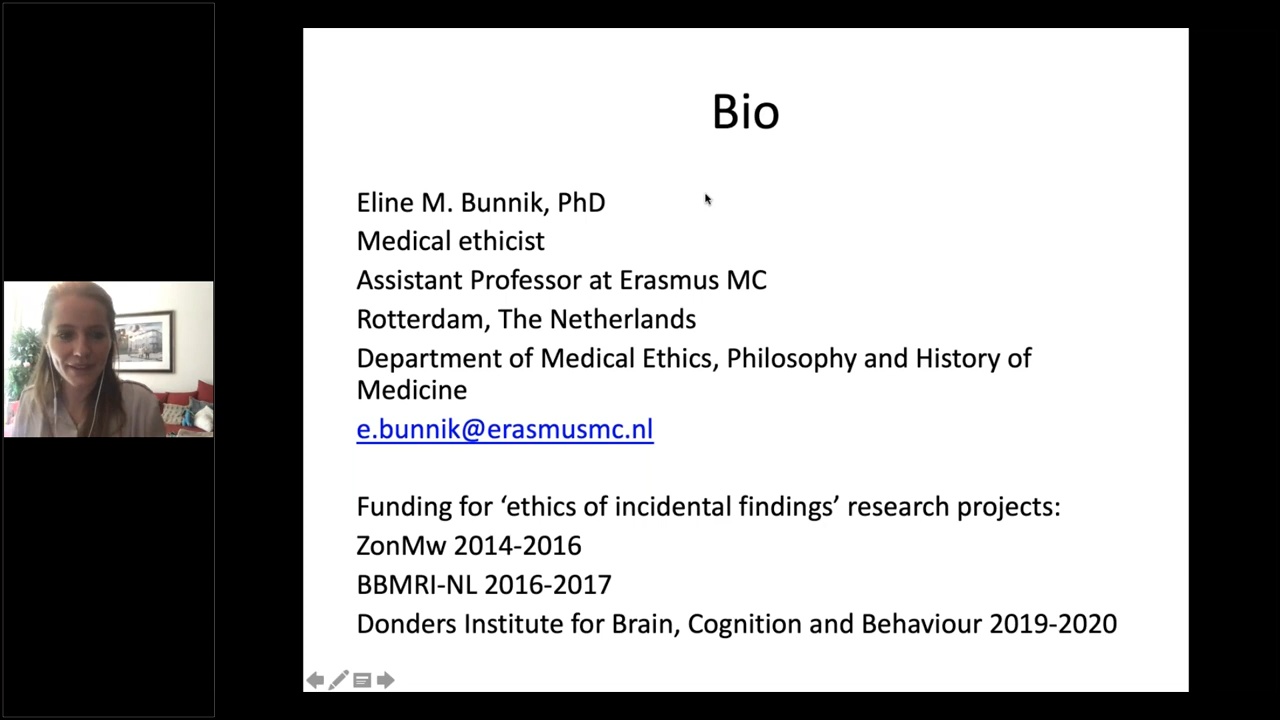 Bio
Eline M. Bunnik, PhD
Medical ethicist
Assistant Professor at Erasmus MC
Rotterdam, The Netherlands
Department of Medical Ethics, Philosophy and History of
Medicine
e.bunnik@erasmusmc.nl
Funding for ‘ethics of incidental findings’ research projects:
ZonMw 2014-2016
BBMRI-NL 2016-2017
Donders Institute for Brain, Cognition and Behaviour 2019-2020